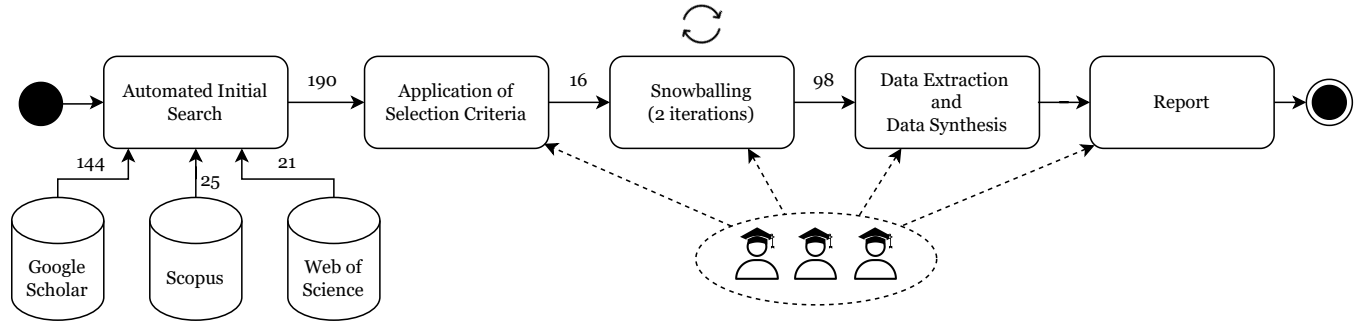 Automated Initial
Search
190
Application of
Selection Criteria
16
Snowballing
(2 iterations)
98
Data Extraction
and
Data Synthesis
Report
144
25
21
Google
Scholar
Scopus
Web of
Science